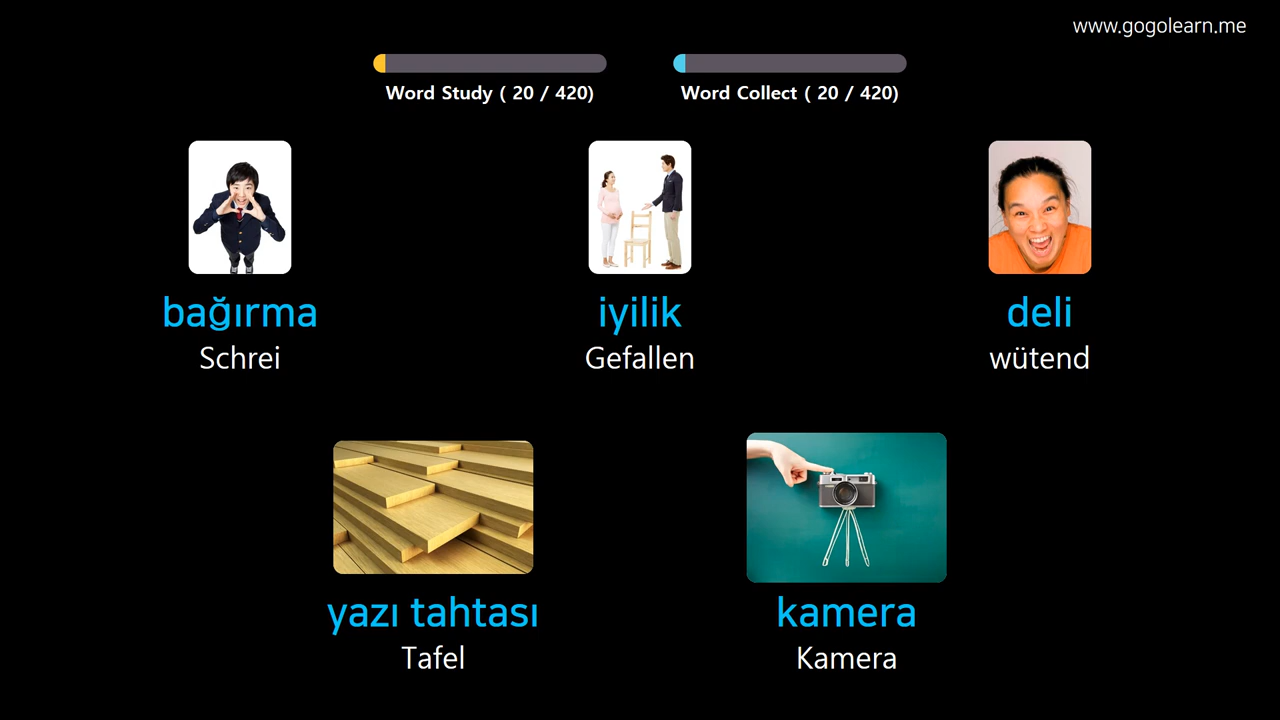 www.gogolearn.me
Word Study ( 20 / 420)
Word Collect ( 20 / 420)
bağırma
Schrei
iyilik
Gefallen
deli
wütend
yazı tahtası
Tafel
kamera
Kamera